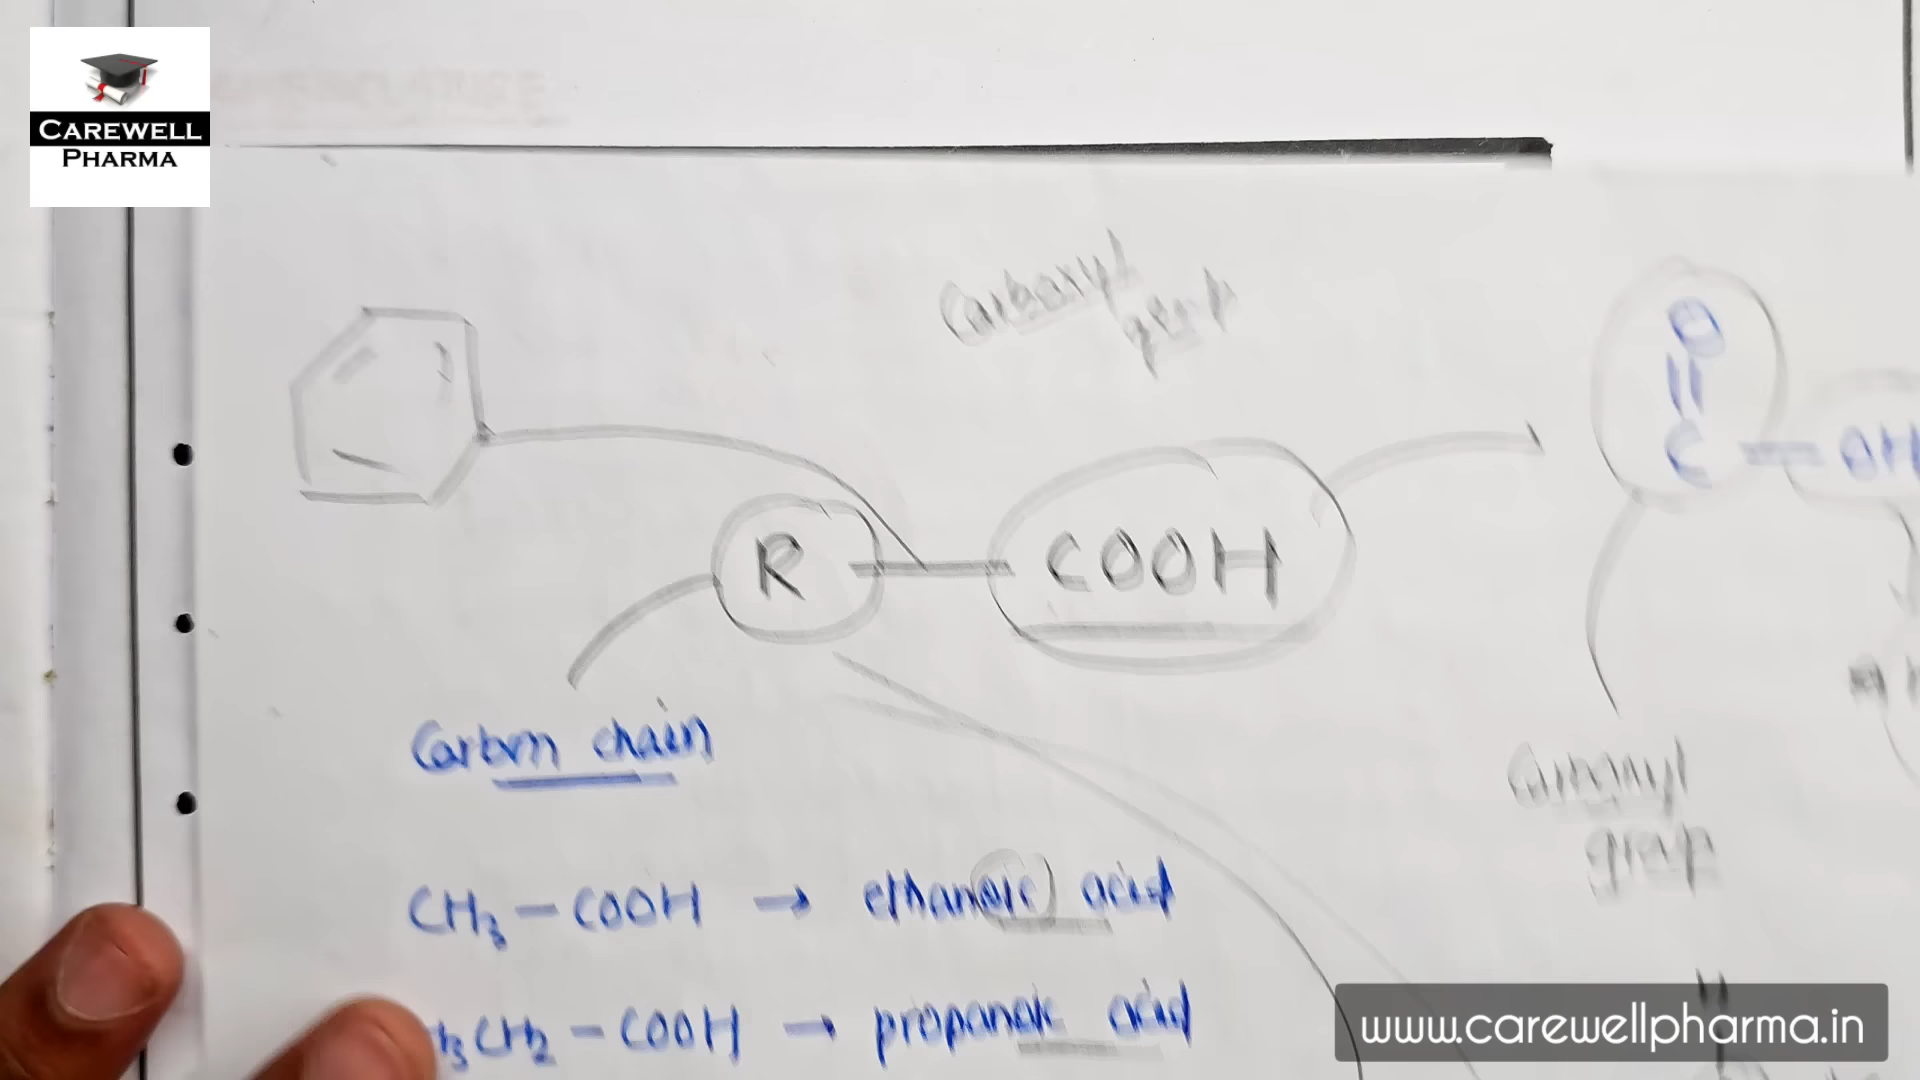 CAREWELL
PHARMA
Carboxyl
group
O
C
OH
R — COOH
Carbon chain
Carbonyl
group
CH3 — COOH → ethanoic acid
H3CH2 — COOH → propanoic acid
www.carewellpharma.in